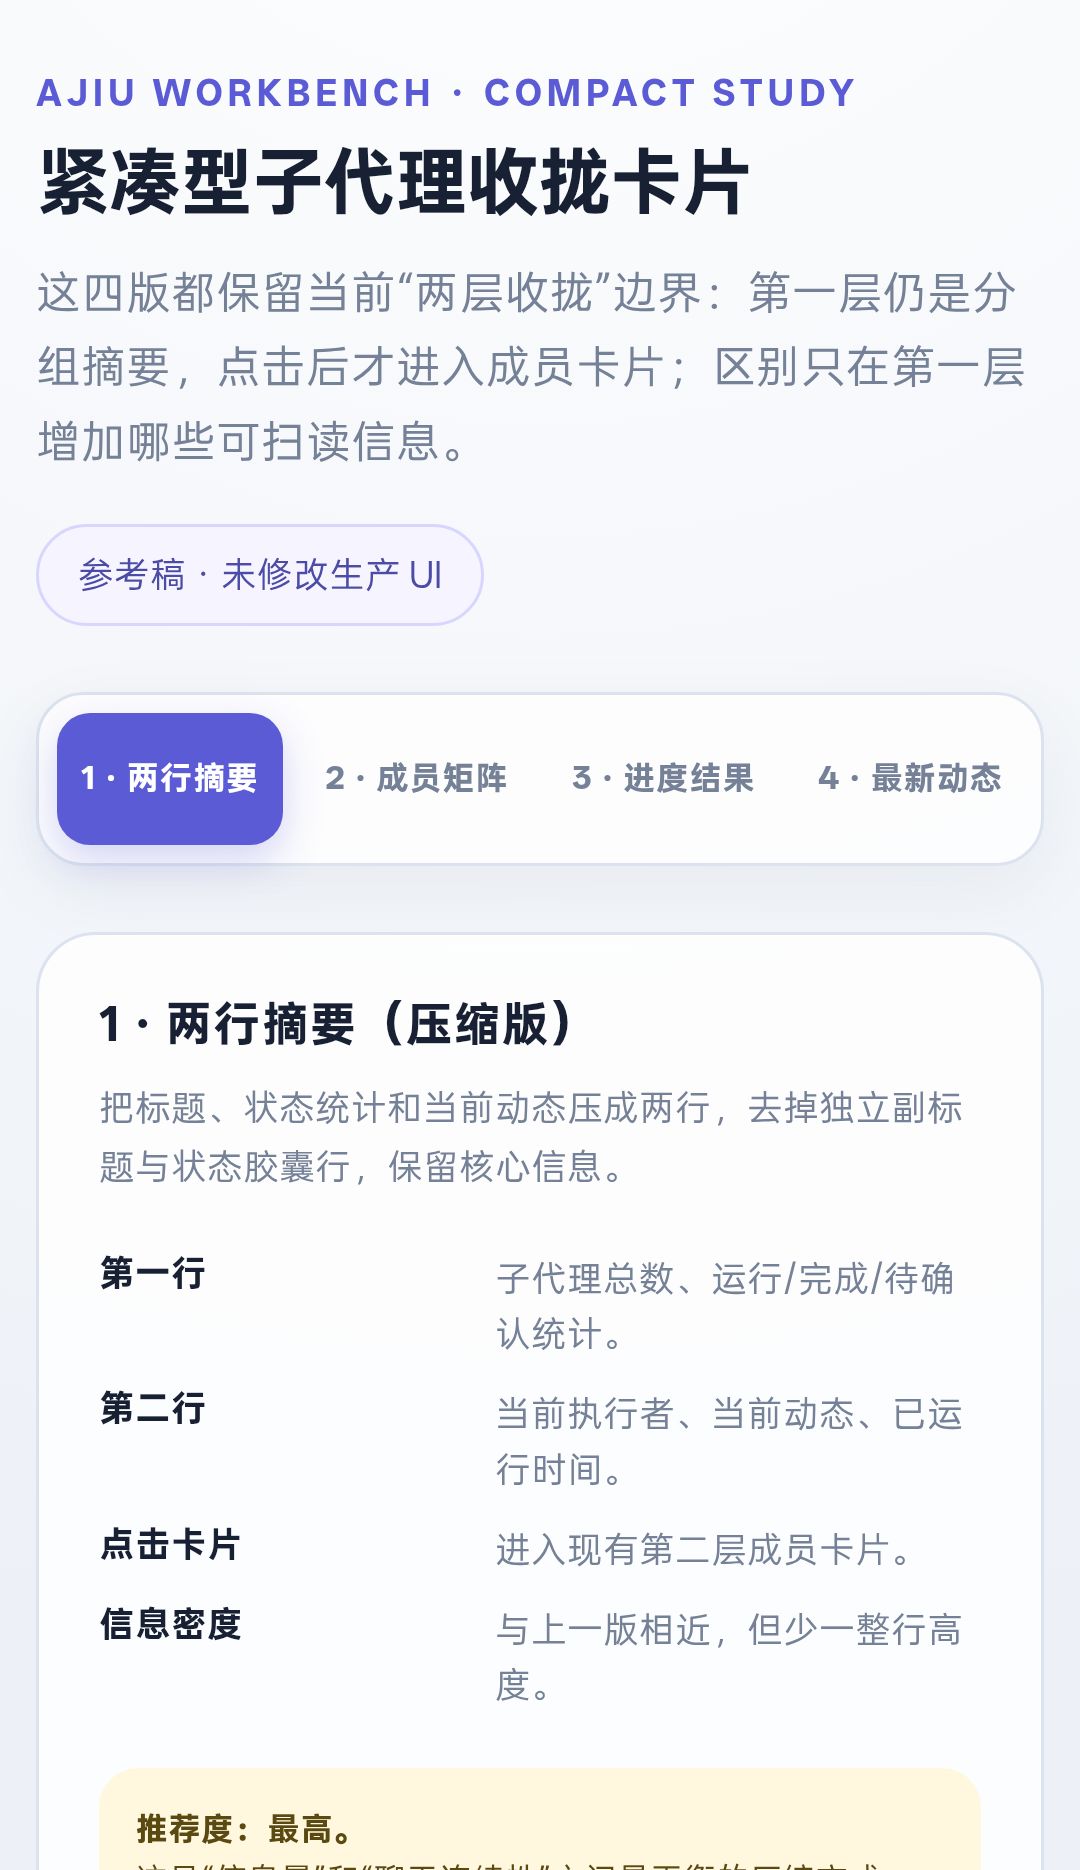 AJIU WORKBENCH · COMPACT STUDY
紧凑型子代理收拢卡片
这四版都保留当前“两层收拢”边界：第一层仍是分
组摘要，点击后才进入成员卡片；区别只在第一层
增加哪些可扫读信息。
参考稿 · 未修改生产 UI
1 · 两行摘要
2 · 成员矩阵
3 · 进度结果
4 · 最新动态
1 · 两行摘要（压缩版）
把标题、状态统计和当前动态压成两行，去掉独立副标
题与状态胶囊行，保留核心信息。
第一行
子代理总数、运行/完成/待确
认统计。
第二行
当前执行者、当前动态、已运
行时间。
点击卡片
进入现有第二层成员卡片。
信息密度
与上一版相近，但少一整行高
度。
推荐度：最高。